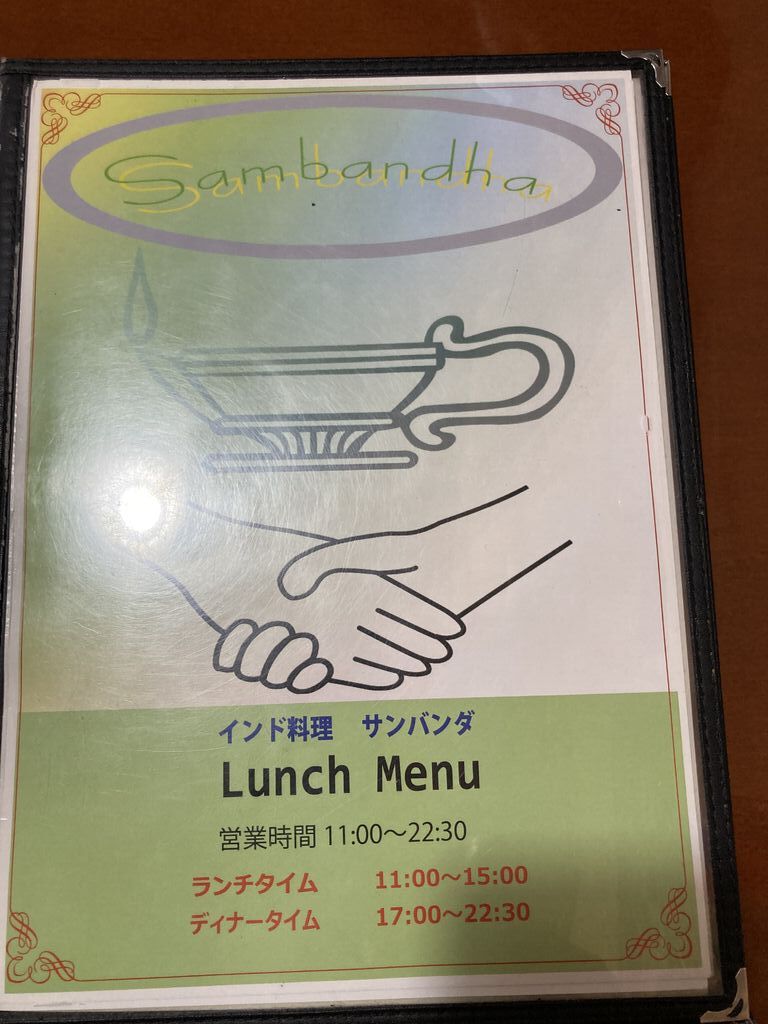 Sambandha
インド料理　サンバンダ
Lunch Menu
営業時間 11:00～22:30
ランチタイム　11:00～15:00
ディナータイム　17:00～22:30